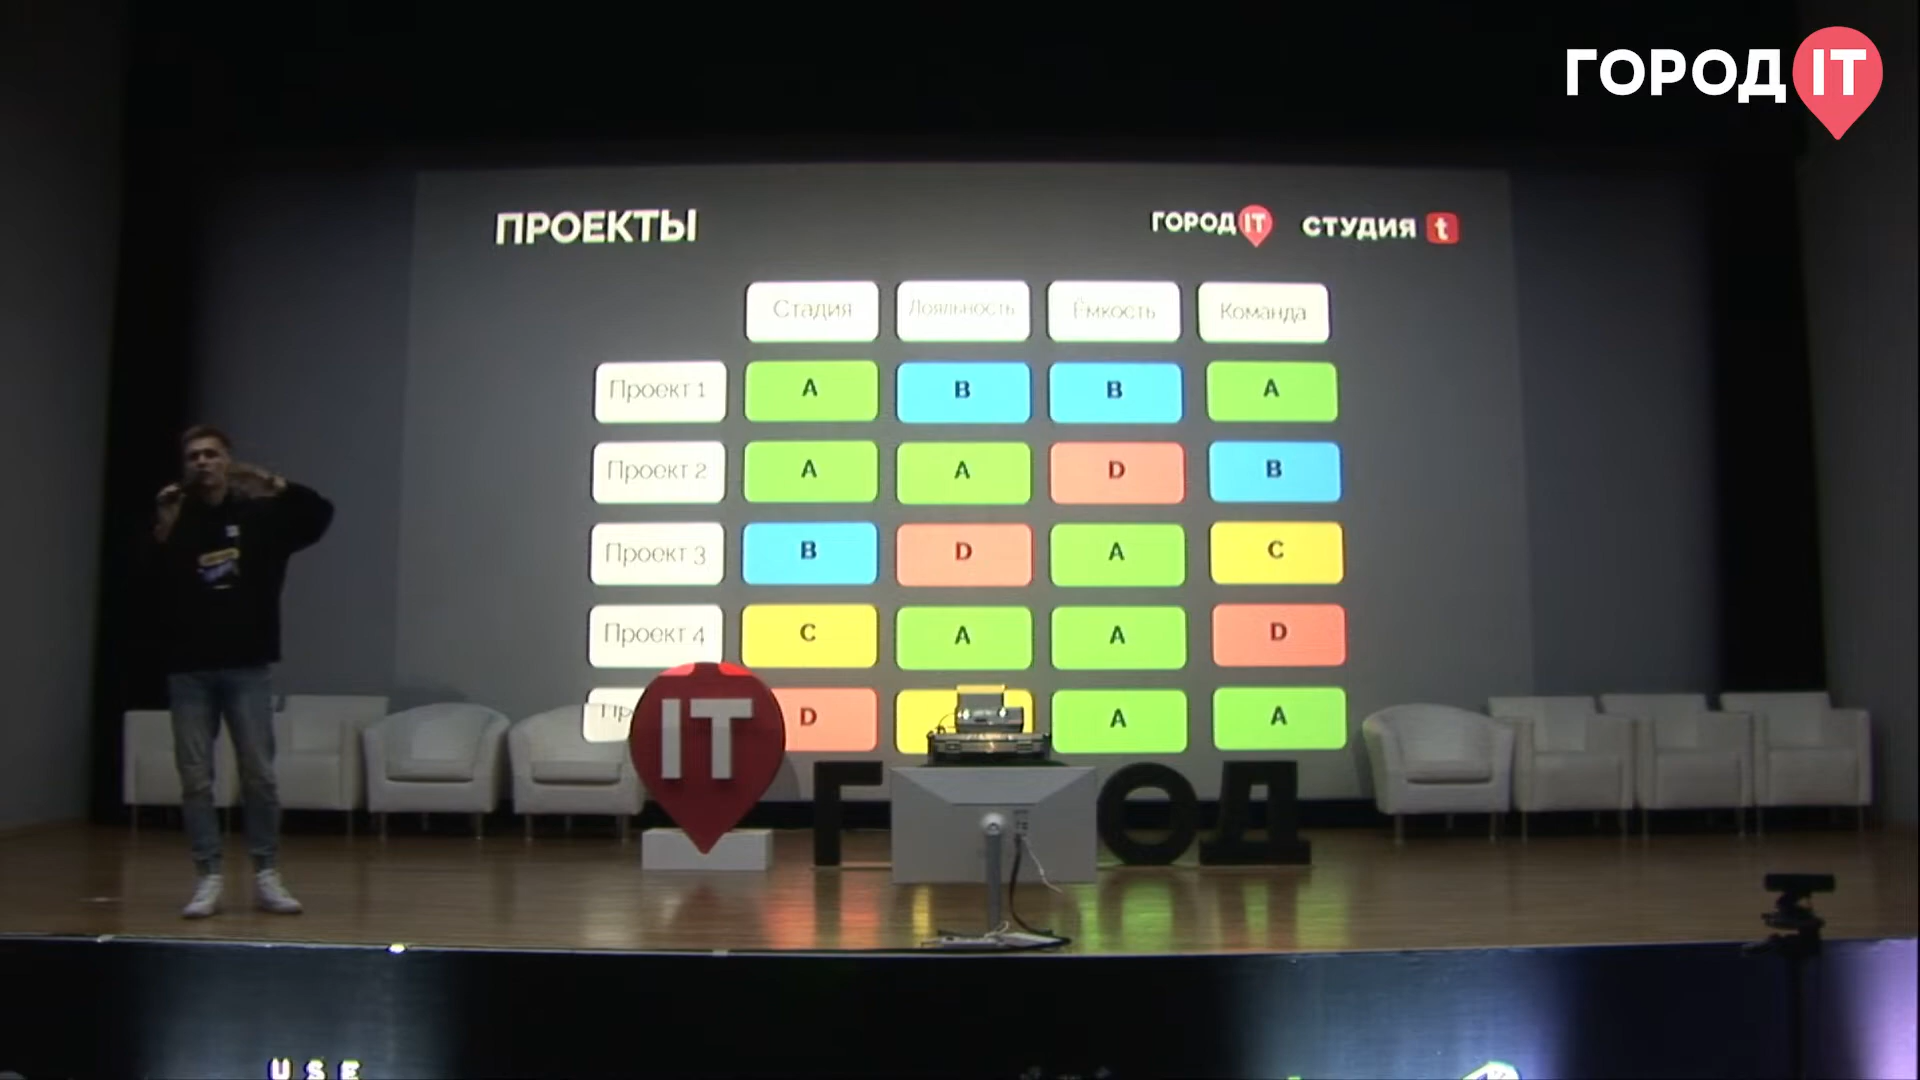 ГОРОД IT
ПРОЕКТЫ
ГОРОД IT
СТУДИЯ t
Стадия Лояльность Ёмкость Команда
Проект 1 A B B A
Проект 2 A A D B
Проект 3 B D A C
Проект 4 C A A D
D A A
IT
Г ОД
USE